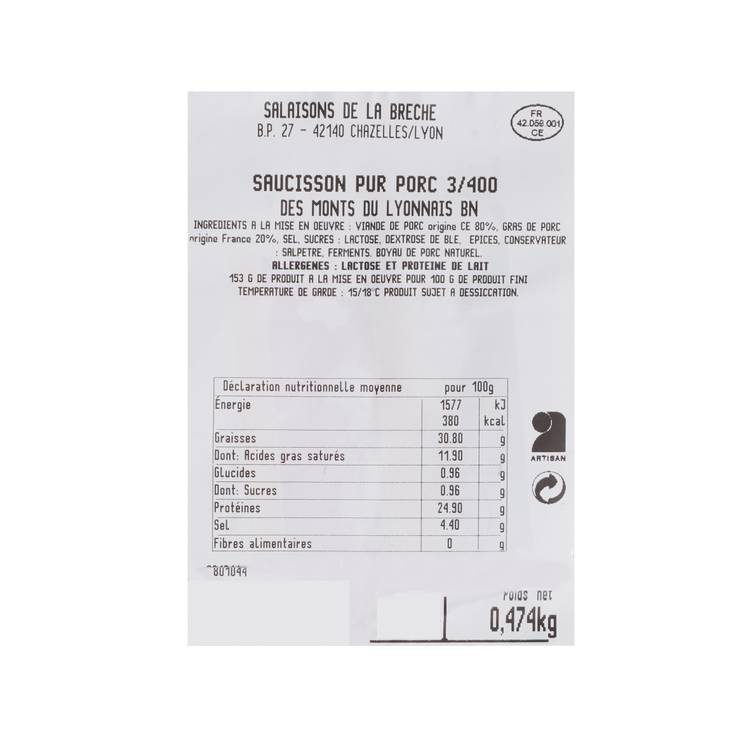 SALAISONS DE LA BRECHE
B.P. 27 - 42140 CHAZELLES/LYON
FR
42.059.001
CE
SAUCISSON PUR PORC 3/400
DES MONTS DU LYONNAIS BN
INGREDIENTS A LA MISE EN OEUVRE : VIANDE DE PORC origine CE 80%, GRAS DE PORC
origine France 20%, SEL, SUCRES : LACTOSE, DEXTROSE DE BLE, EPICES, CONSERVATEUR
: SALPETRE, FERMENTS. BOYAU DE PORC NATUREL.
ALLERGENES : LACTOSE ET PROTEINE DE LAIT
153 G DE PRODUIT A LA MISE EN OEUVRE POUR 100 G DE PRODUIT FINI
TEMPERATURE DE GARDE : 15/18°C PRODUIT SUJET A DESSICCATION.
Déclaration nutritionnelle moyenne pour 100g
Énergie 1577 kJ
380 kcal
Graisses 30.80 g
Dont: Acides gras saturés 11.90 g
Glucides 0.96 g
Dont: Sucres 0.96 g
Protéines 24.90 g
Sel 4.40 g
Fibres alimentaires 0 g
ARTISAN
Poids net
0,474kg